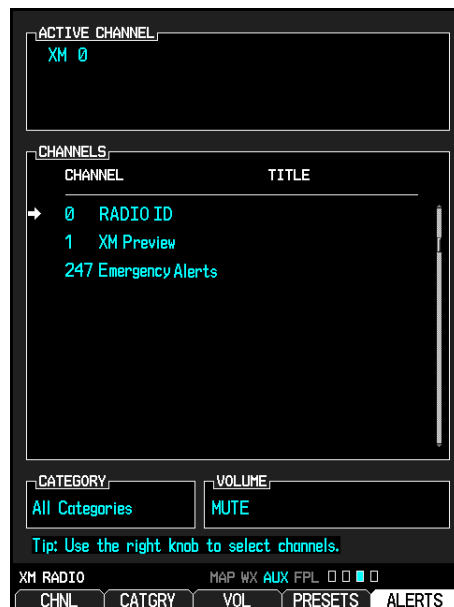 ACTIVE CHANNEL
XM 0
CHANNELS
CHANNEL TITLE
0 RADIO ID
1 XM Preview
247 Emergency Alerts
CATEGORY VOLUME
All Categories MUTE
Tip: Use the right knob to select channels.
XM RADIO MAP WX AUX FPL
CHNL CATGRY VOL PRESETS ALERTS